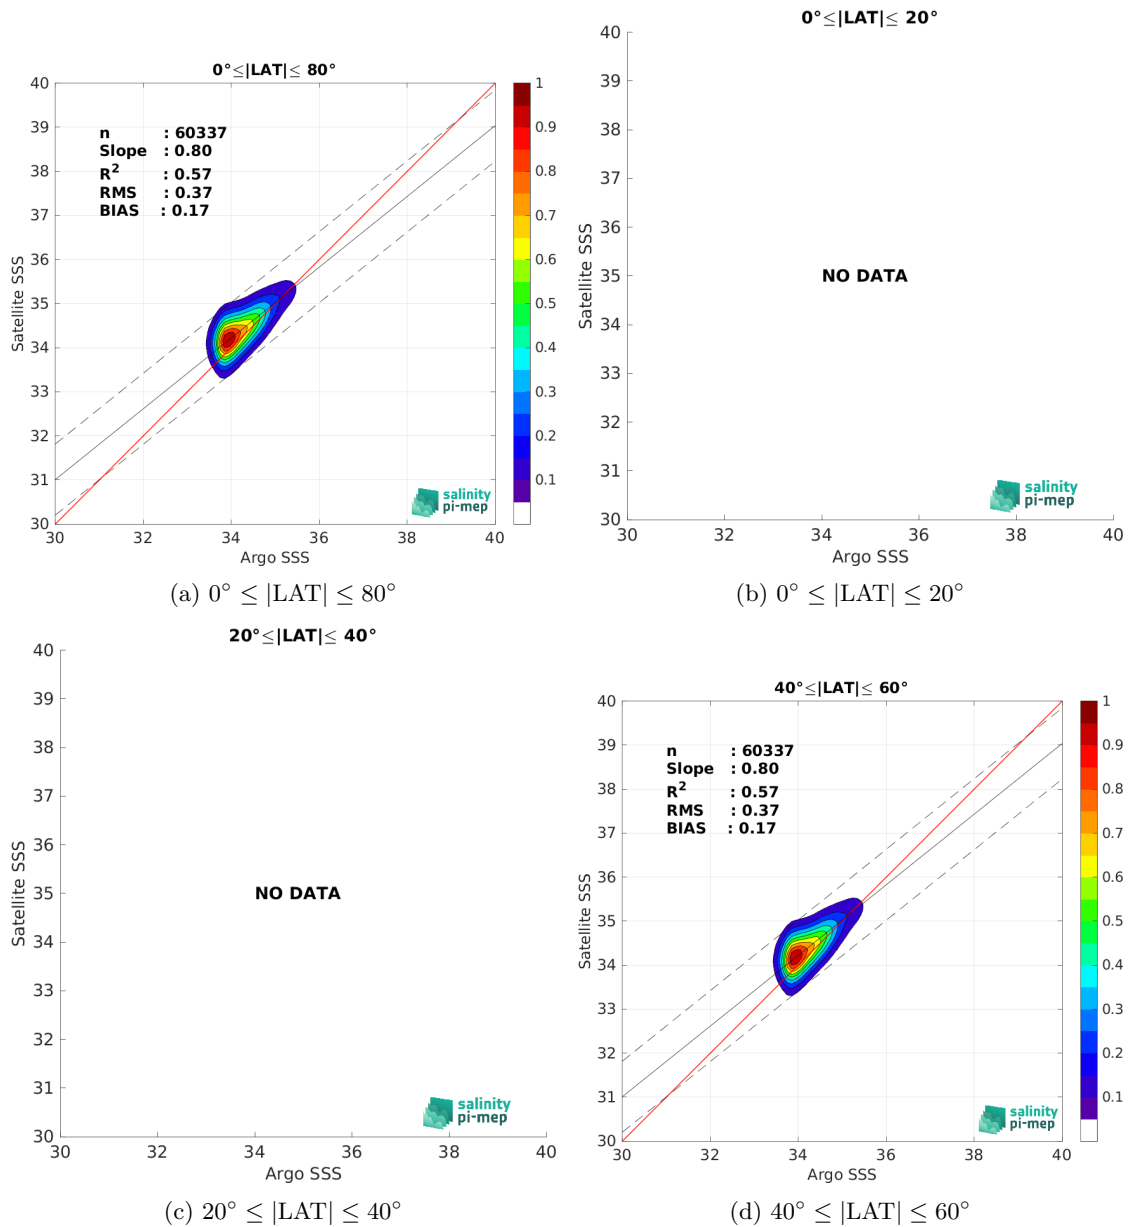 0°≤|LAT|≤ 80°
40
39
38
37
36
35
34
33
32
31
30
Satellite SSS
n : 60337
Slope : 0.80
R² : 0.57
RMS : 0.37
BIAS : 0.17
salinity
pi-mep
30 32 34 36 38 40
Argo SSS
1
0.9
0.8
0.7
0.6
0.5
0.4
0.3
0.2
0.1
(a) 0° ≤ |LAT| ≤ 80°
0°≤|LAT|≤ 20°
40
39
38
37
36
35
34
33
32
31
30
Satellite SSS
NO DATA
salinity
pi-mep
30 32 34 36 38 40
Argo SSS
(b) 0° ≤ |LAT| ≤ 20°
20°≤|LAT|≤ 40°
40
39
38
37
36
35
34
33
32
31
30
Satellite SSS
NO DATA
salinity
pi-mep
30 32 34 36 38 40
Argo SSS
(c) 20° ≤ |LAT| ≤ 40°
40°≤|LAT|≤ 60°
40
39
38
37
36
35
34
33
32
31
30
Satellite SSS
n : 60337
Slope : 0.80
R² : 0.57
RMS : 0.37
BIAS : 0.17
salinity
pi-mep
30 32 34 36 38 40
Argo SSS
1
0.9
0.8
0.7
0.6
0.5
0.4
0.3
0.2
0.1
(d) 40° ≤ |LAT| ≤ 60°